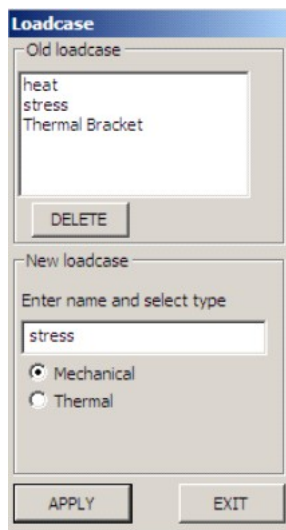 Loadcase
Old loadcase
heat
stress
Thermal Bracket
DELETE
New loadcase
Enter name and select type
stress
Mechanical
Thermal
APPLY EXIT